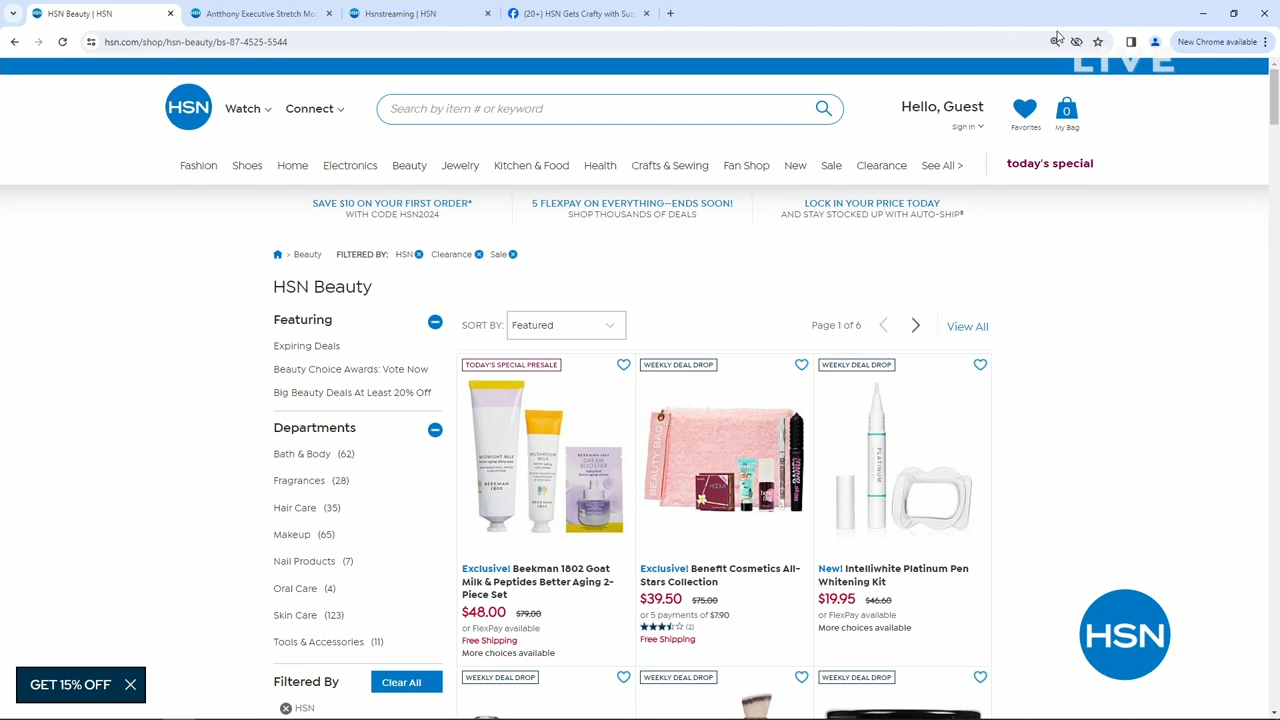 HSN Beauty | HSN
Antthony Executive Stretch Mo
Hsnstreaming | HSN
(20+) HSN Gets Crafty with Su
hsn.com/shop/hsn-beauty/bs-87-4525-5544
New Chrome available
LIVE
HSN
Watch
Connect
Search by item # or keyword
Hello, Guest
Sign in
Favorites
0
My Bag
Fashion
Shoes
Home
Electronics
Beauty
Jewelry
Kitchen & Food
Health
Crafts & Sewing
Fan Shop
New
Sale
Clearance
See All >
today's special
SAVE $10 ON YOUR FIRST ORDER*
WITH CODE HSN2024
5 FLEXPAY ON EVERYTHING—ENDS SOON!
SHOP THOUSANDS OF DEALS
LOCK IN YOUR PRICE TODAY
AND STAY STOCKED UP WITH AUTO-SHIP®
> Beauty
FILTERED BY:
HSN
Clearance
Sale
HSN Beauty
Featuring
Expiring Deals
Beauty Choice Awards: Vote Now
Big Beauty Deals At Least 20% Off
Departments
Bath & Body (62)
Fragrances (28)
Hair Care (35)
Makeup (65)
Nail Products (7)
Oral Care (4)
Skin Care (123)
Tools & Accessories (11)
Filtered By
Clear All
HSN
SORT BY:
Featured
Page 1 of 6
View All
TODAY'S SPECIAL PRESALE
MIDNIGHT MILK
MUSHROOM MILK
DREAM BOOSTER
Exclusive! Beekman 1802 Goat
Milk & Peptides Better Aging 2-
Piece Set
$48.00 $79.00
or FlexPay available
Free Shipping
More choices available
WEEKLY DEAL DROP
BEAUTY BAG
Exclusive! Benefit Cosmetics All-
Stars Collection
$39.50 $75.00
or 5 payments of $7.90
(2)
Free Shipping
WEEKLY DEAL DROP
PLATINUM
New! Intelliwhite Platinum Pen
Whitening Kit
$19.95 $46.60
or FlexPay available
More choices available
WEEKLY DEAL DROP
WEEKLY DEAL DROP
WEEKLY DEAL DROP
GET 15% OFF
HSN